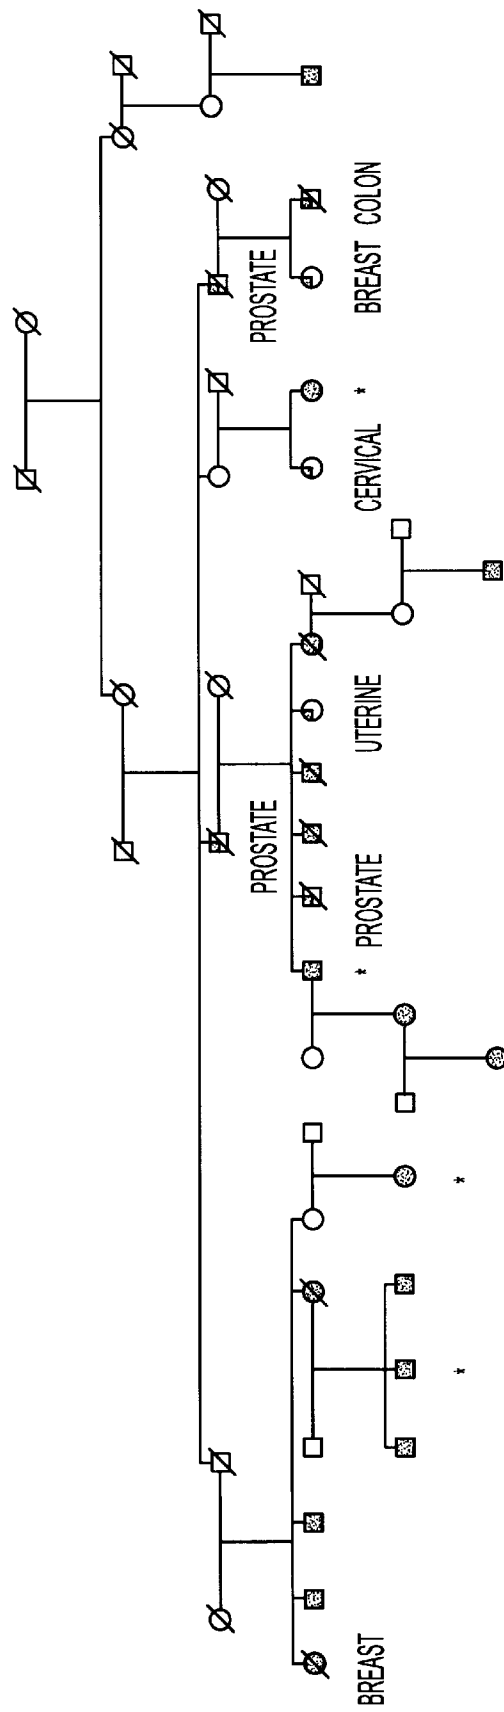 PROSTATE
PROSTATE
BREAST
* PROSTATE
UTERINE
CERVICAL *
BREAST COLON
* *